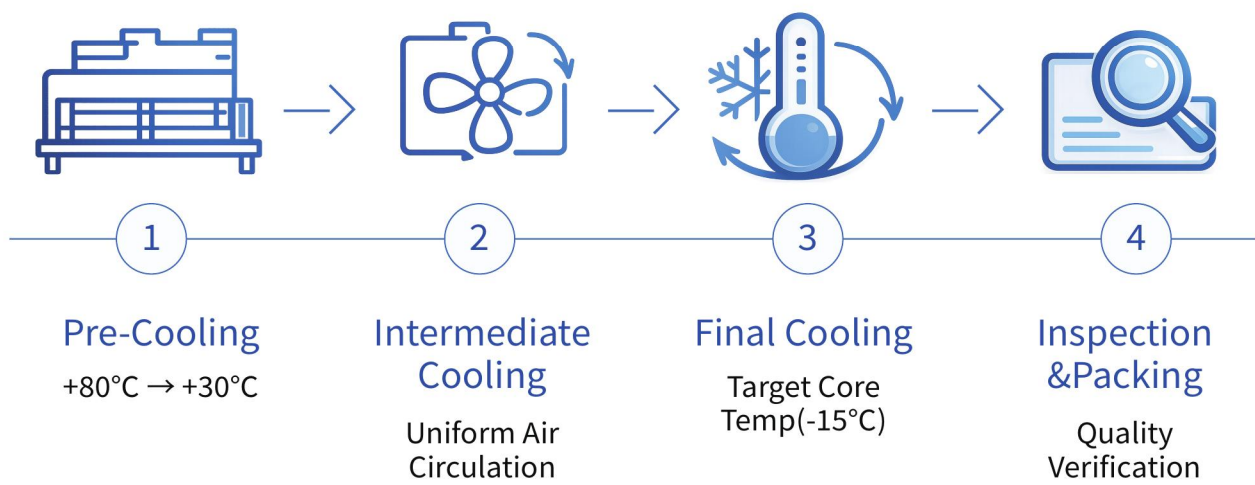 1
Pre-Cooling
+80°C → +30°C
2
Intermediate
Cooling
Uniform Air
Circulation
3
Final Cooling
Target Core
Temp(-15°C)
4
Inspection
&Packing
Quality
Verification